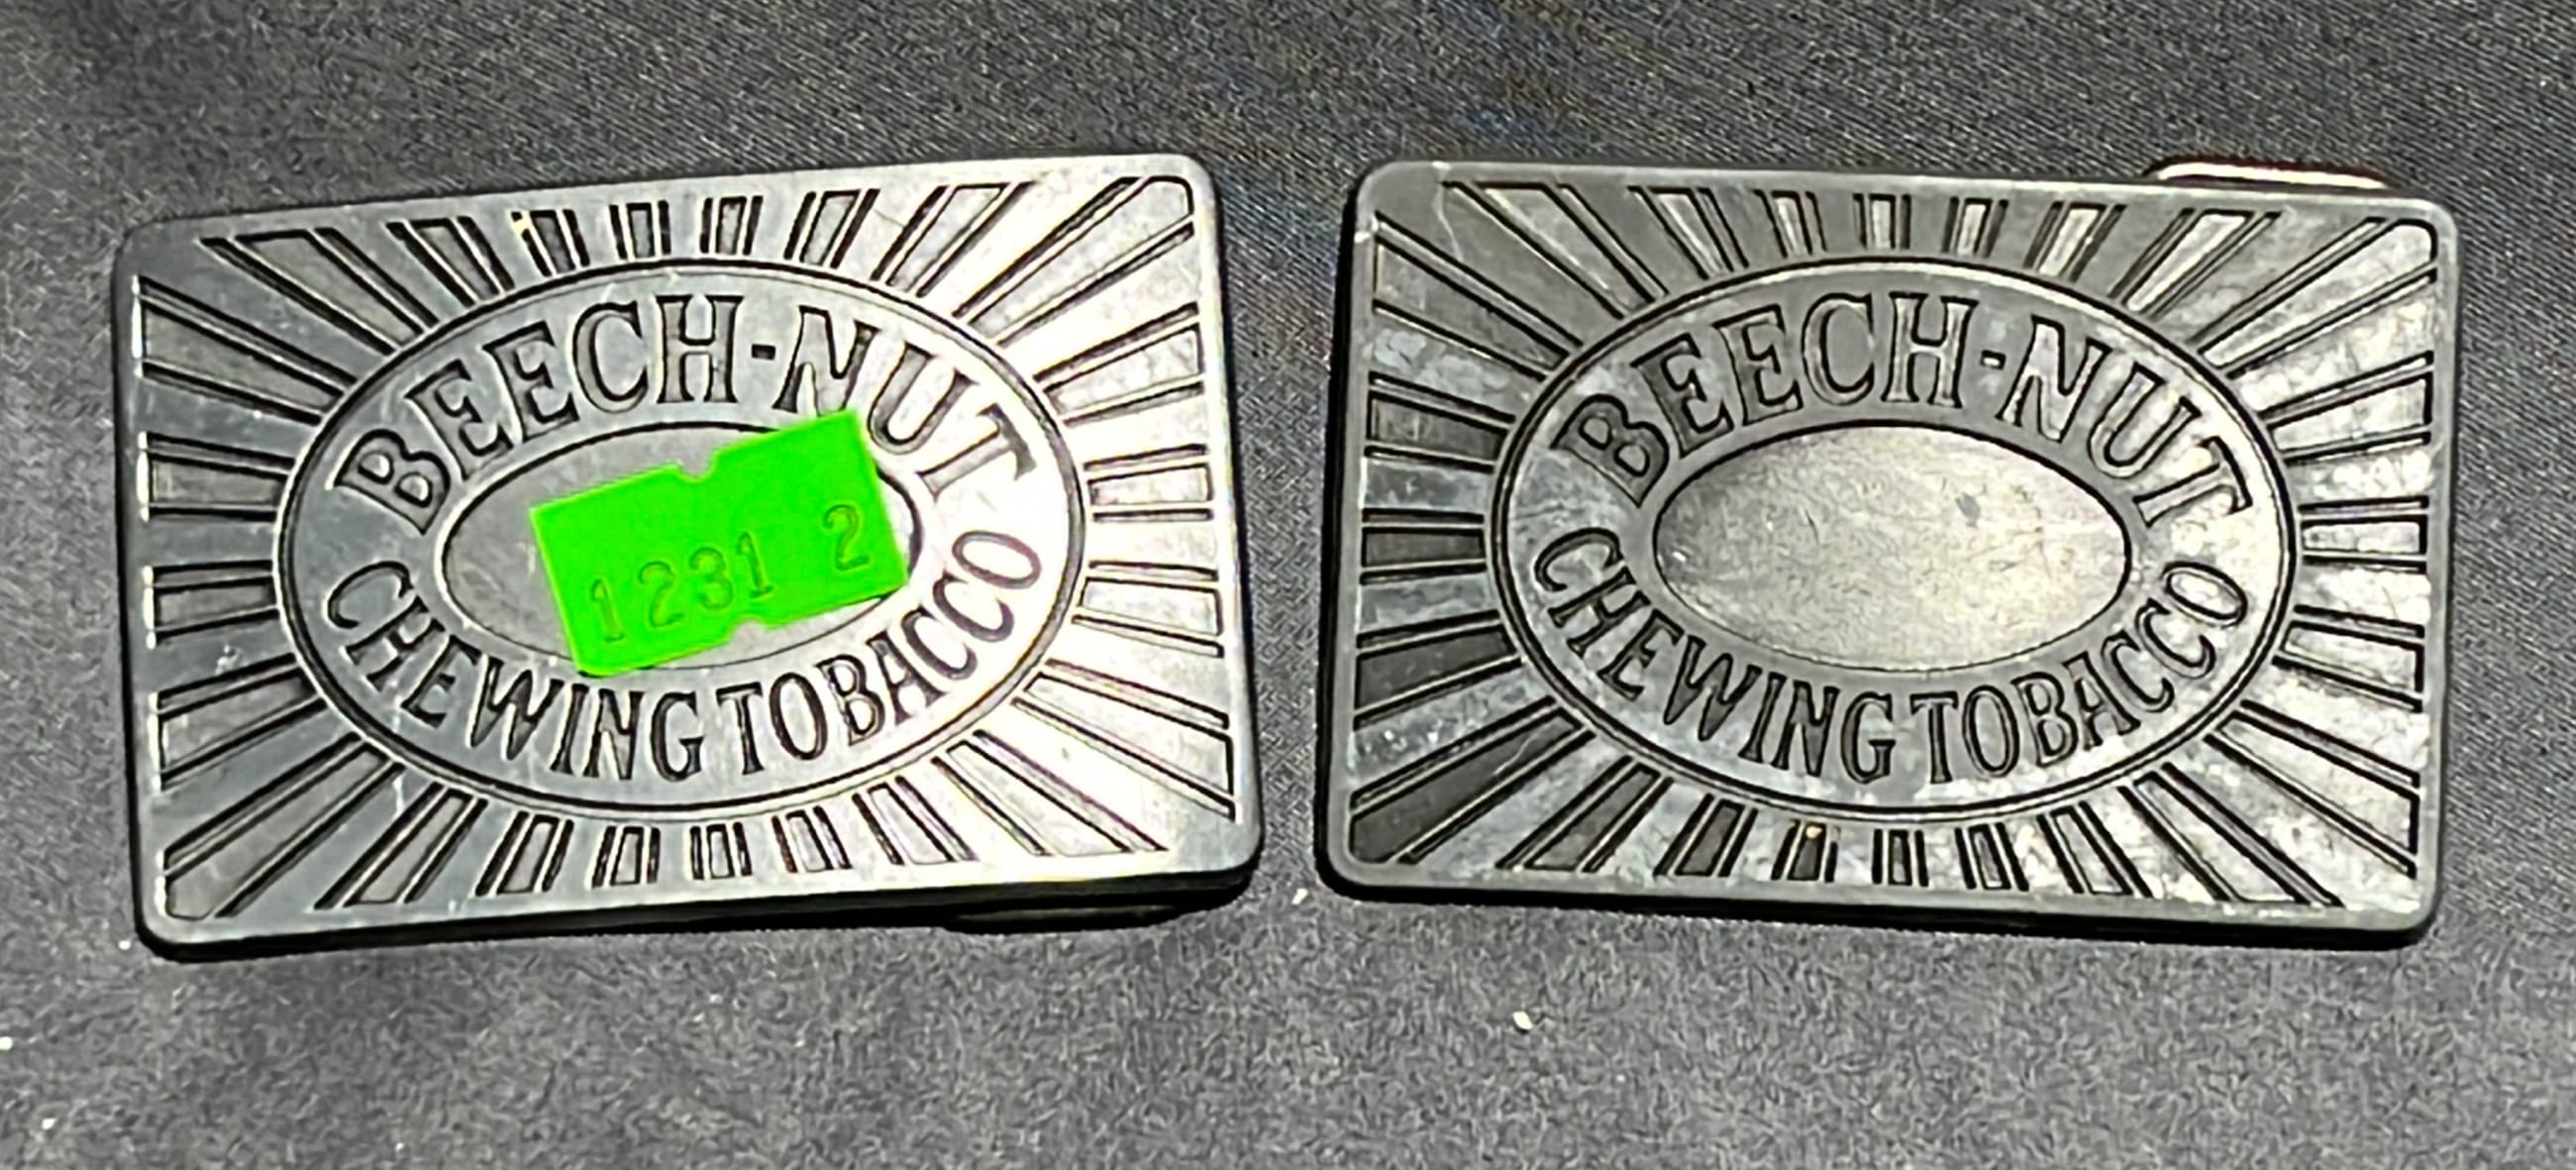 BEECH-NUT
CHEWING TOBACCO
1231 2
BEECH-NUT
CHEWING TOBACCO